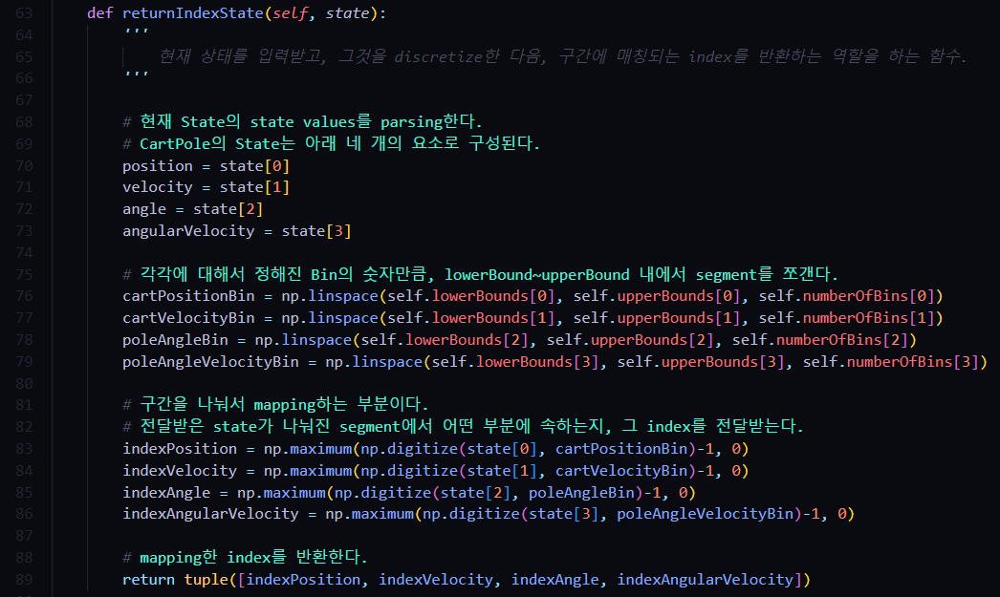 63 def returnIndexState(self, state):
64 '''
65 현재 상태를 입력받고, 그것을 discretize한 다음, 구간에 매칭되는 index를 반환하는 역할을 하는 함수.
66 '''
67
68 # 현재 State의 state values를 parsing한다.
69 # CartPole의 State는 아래 네 개의 요소로 구성된다.
70 position = state[0]
71 velocity = state[1]
72 angle = state[2]
73 angularVelocity = state[3]
74
75 # 각각에 대해서 정해진 Bin의 숫자만큼, lowerBound~upperBound 내에서 segment를 쪼갠다.
76 cartPositionBin = np.linspace(self.lowerBounds[0], self.upperBounds[0], self.numberOfBins[0])
77 cartVelocityBin = np.linspace(self.lowerBounds[1], self.upperBounds[1], self.numberOfBins[1])
78 poleAngleBin = np.linspace(self.lowerBounds[2], self.upperBounds[2], self.numberOfBins[2])
79 poleAngleVelocityBin = np.linspace(self.lowerBounds[3], self.upperBounds[3], self.numberOfBins[3])
80
81 # 구간을 나눠서 mapping하는 부분이다.
82 # 전달받은 state가 나눠진 segment에서 어떤 부분에 속하는지, 그 index를 전달받는다.
83 indexPosition = np.maximum(np.digitize(state[0], cartPositionBin)-1, 0)
84 indexVelocity = np.maximum(np.digitize(state[1], cartVelocityBin)-1, 0)
85 indexAngle = np.maximum(np.digitize(state[2], poleAngleBin)-1, 0)
86 indexAngularVelocity = np.maximum(np.digitize(state[3], poleAngleVelocityBin)-1, 0)
87
88 # mapping한 index를 반환한다.
89 return tuple([indexPosition, indexVelocity, indexAngle, indexAngularVelocity])